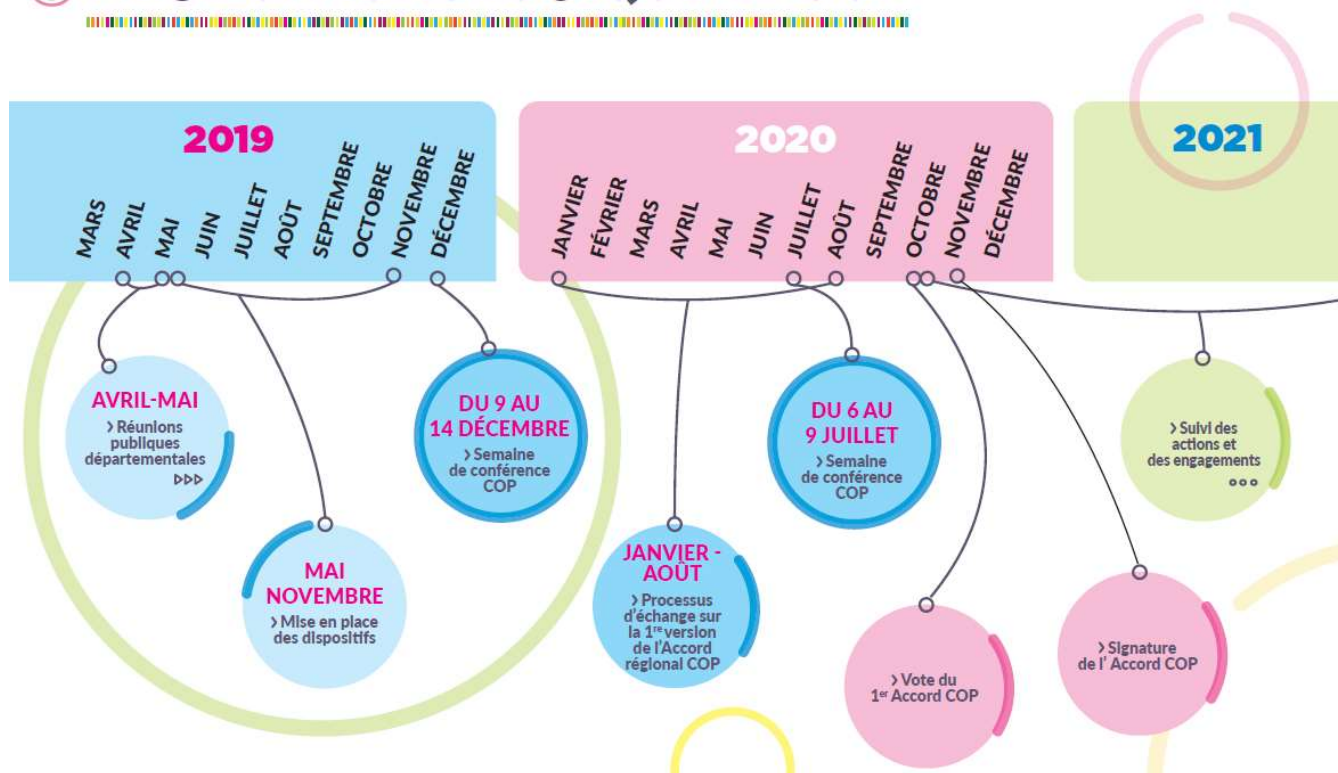 2019
MARS
AVRIL
MAI
JUIN
JUILLET
AOÛT
SEPTEMBRE
OCTOBRE
NOVEMBRE
DÉCEMBRE
2020
JANVIER
FÉVRIER
MARS
AVRIL
MAI
JUIN
JUILLET
AOÛT
SEPTEMBRE
OCTOBRE
NOVEMBRE
DÉCEMBRE
2021
AVRIL-MAI
> Réunions
publiques
départementales
MAI
NOVEMBRE
> Mise en place
des dispositifs
DU 9 AU
14 DÉCEMBRE
> Semaine
de conférence
COP
JANVIER -
AOÛT
> Processus
d'échange sur
la 1re version
de l'Accord
régional COP
DU 6 AU
9 JUILLET
> Semaine
de conférence
COP
> Vote du
1er Accord COP
> Signature
de l' Accord COP
> Suivi des
actions et
des engagements